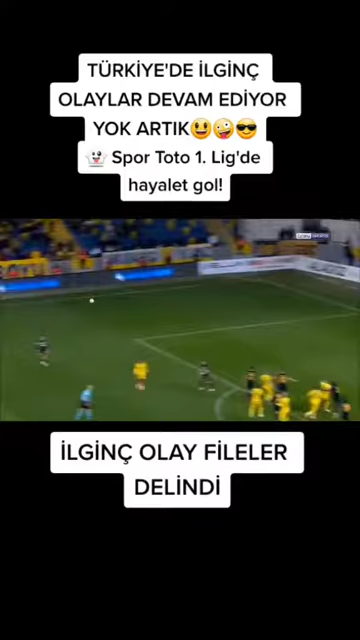 TÜRKİYE'DE İLGİNÇ
OLAYLAR DEVAM EDİYOR
YOK ARTIK😃🤪😎
👻 Spor Toto 1. Lig'de
hayalet gol!
İLGİNÇ OLAY FİLELER
DELİNDİ